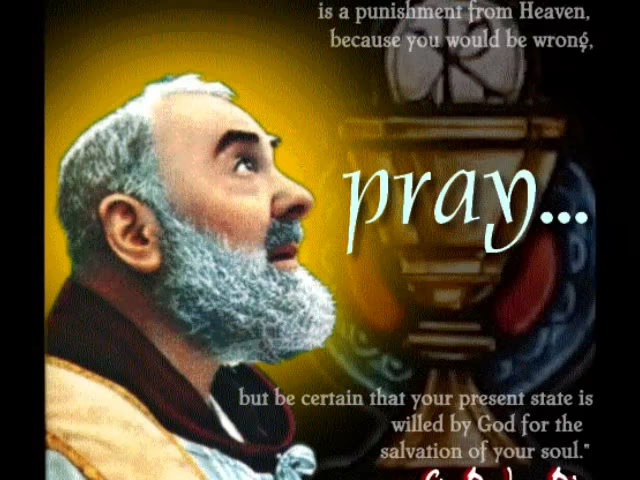 is a punishment from Heaven,
because you would be wrong,
pray...
but be certain that your present state is
willed by God for the
salvation of your soul."